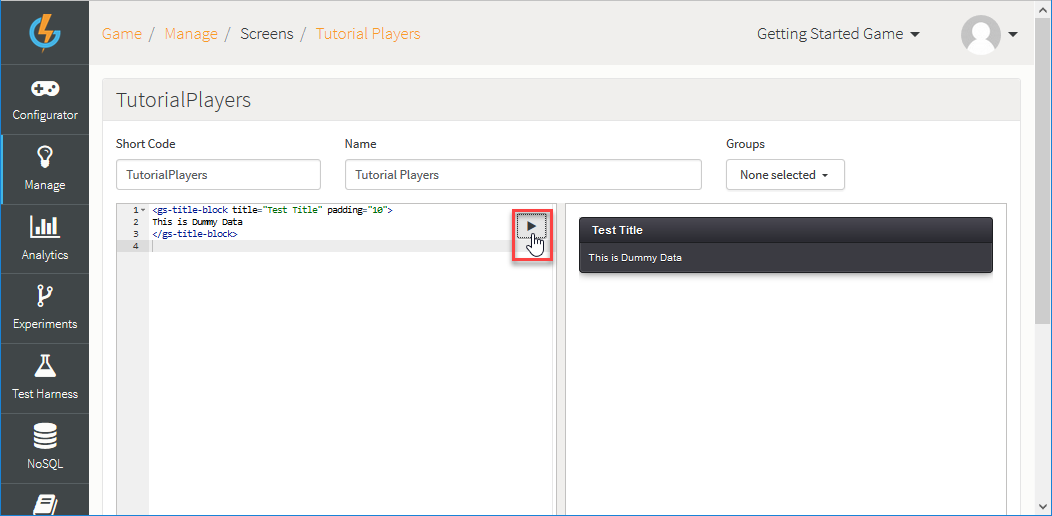 Game / Manage / Screens / Tutorial Players
Getting Started Game
Configurator
Manage
Analytics
Experiments
Test Harness
NoSQL
TutorialPlayers
Short Code
Name
Groups
TutorialPlayers
Tutorial Players
None selected
1 <gs-title-block title="Test Title" padding="10">
2 This is Dummy Data
3 </gs-title-block>
4
Test Title
This is Dummy Data